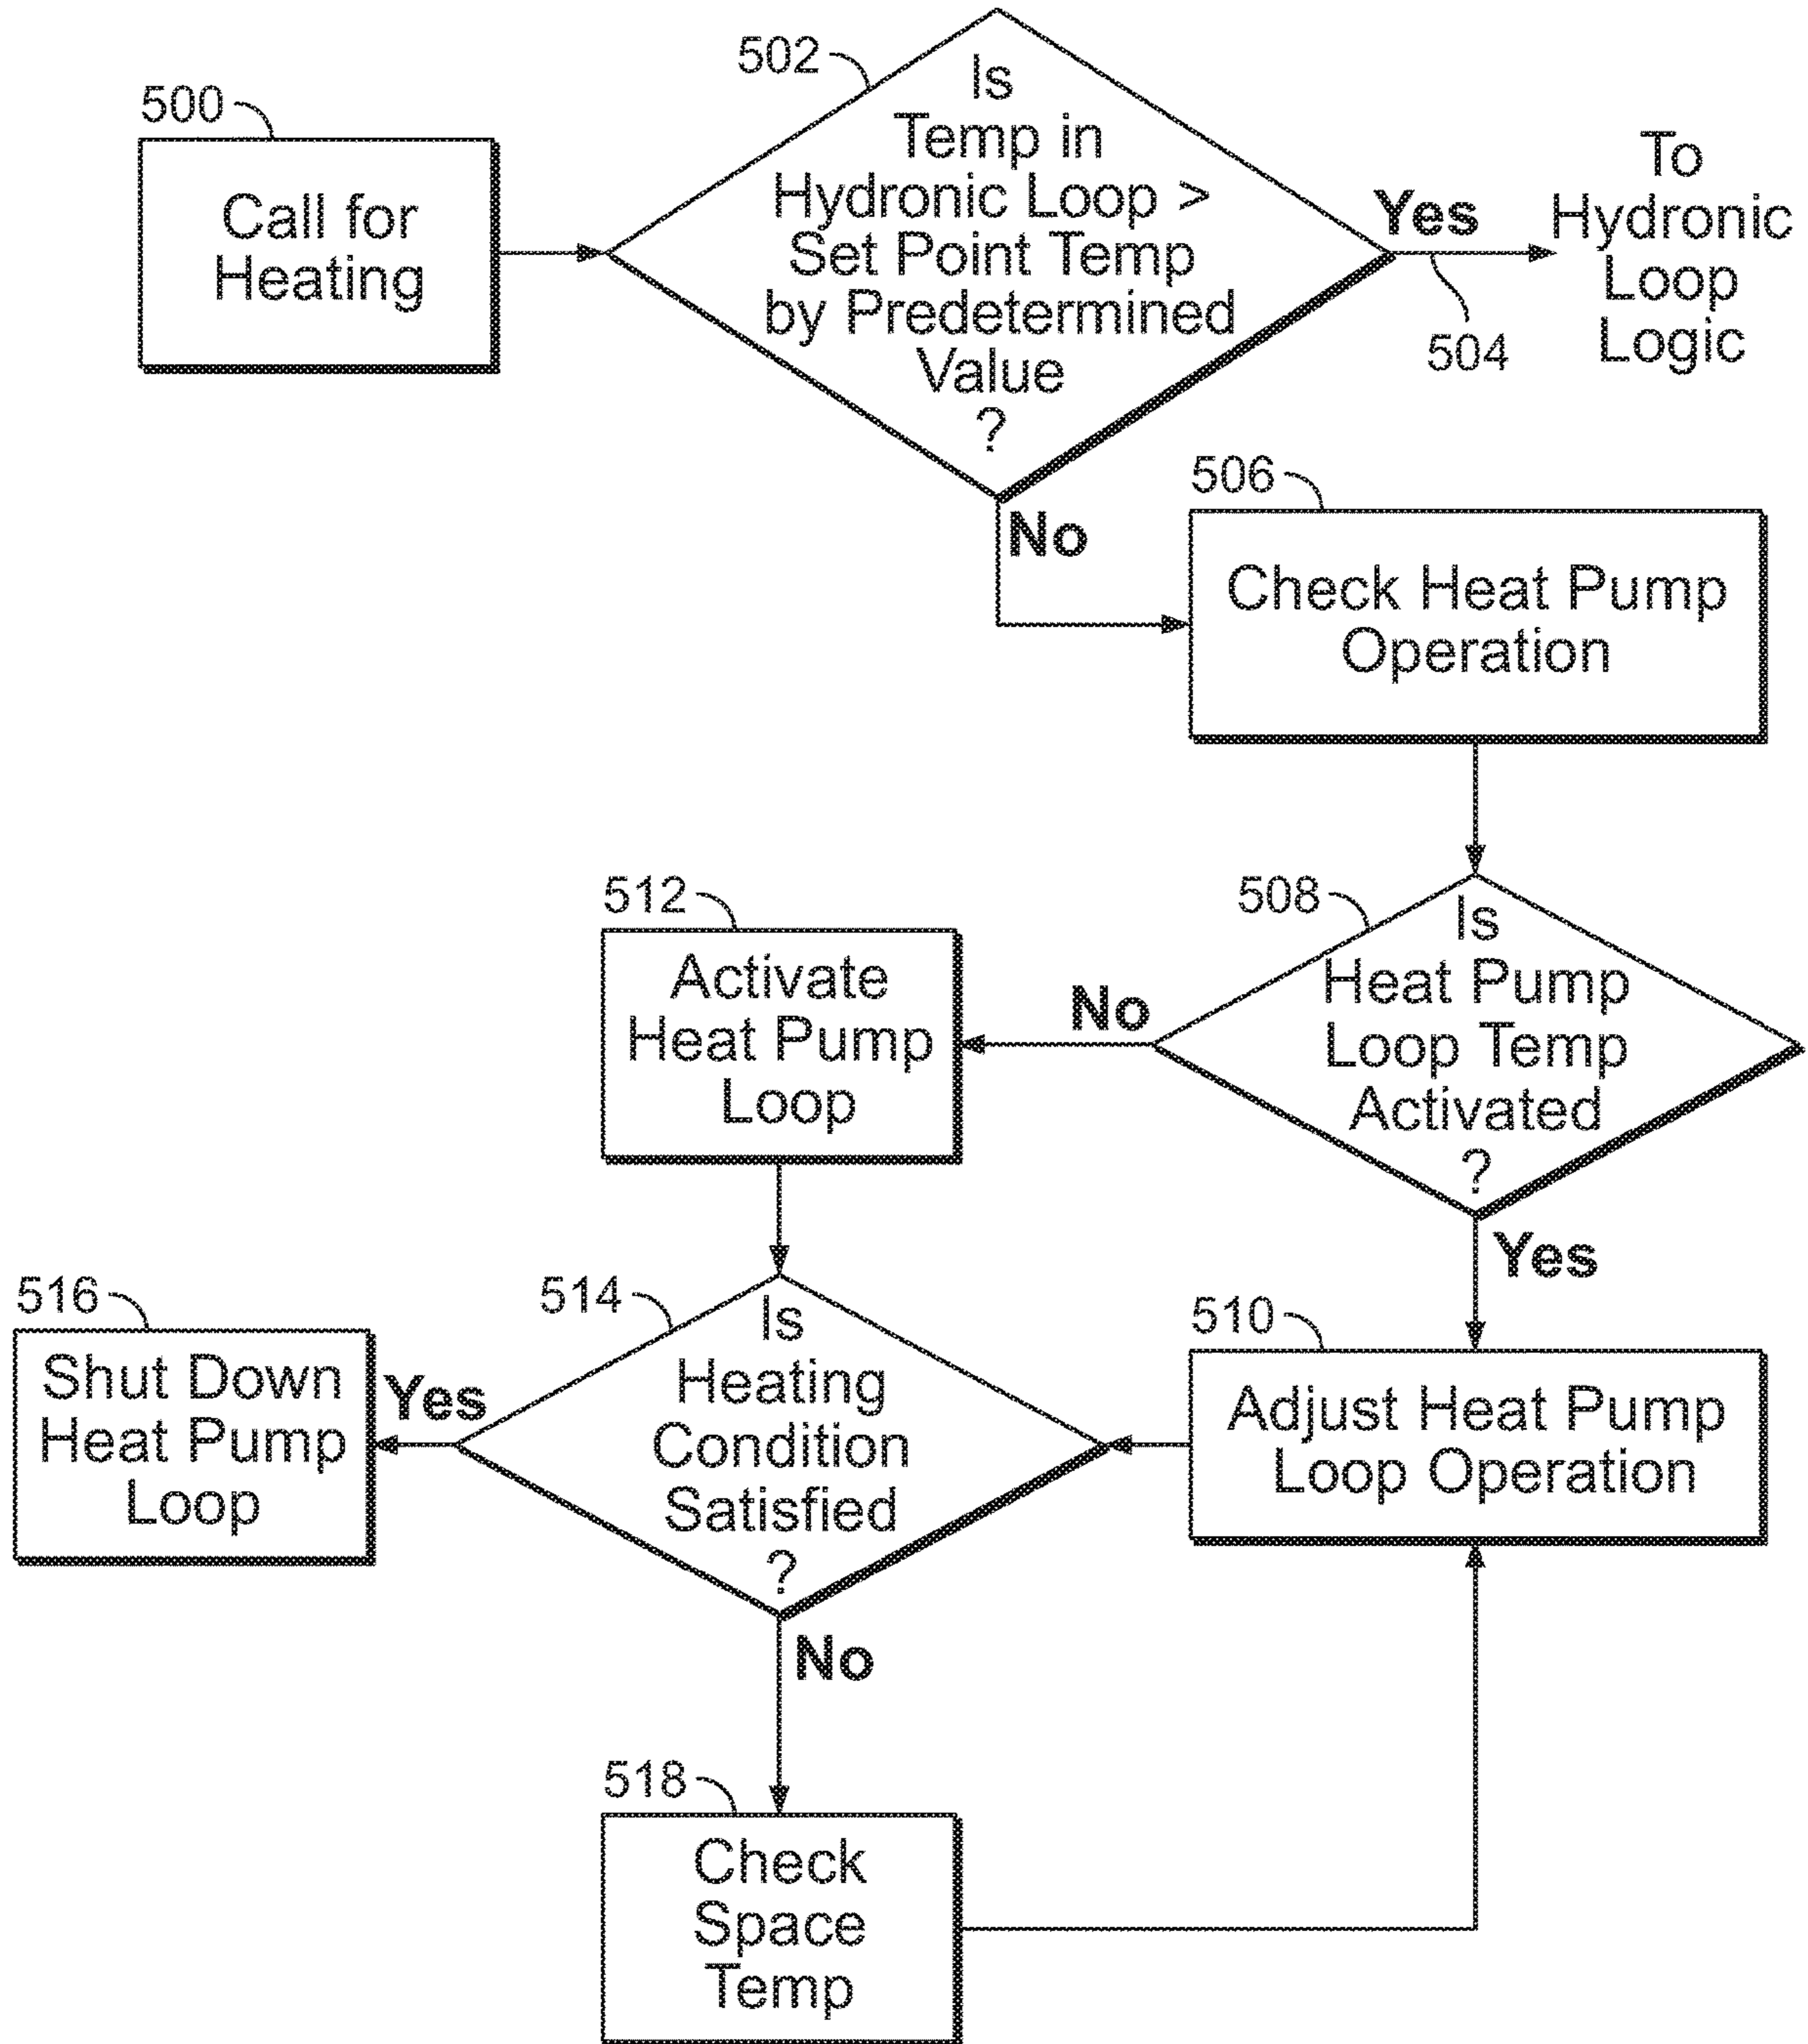 500
Call for
Heating
502
Is
Temp in
Hydronic Loop >
Set Point Temp
by Predetermined
Value
?
Yes
504
To
Hydronic
Loop
Logic
No
506
Check Heat Pump
Operation
508
Is
Heat Pump
Loop Temp
Activated
?
No
Yes
512
Activate
Heat Pump
Loop
510
Adjust Heat Pump
Loop Operation
514
Is
Heating
Condition
Satisfied
?
Yes
No
516
Shut Down
Heat Pump
Loop
518
Check
Space
Temp